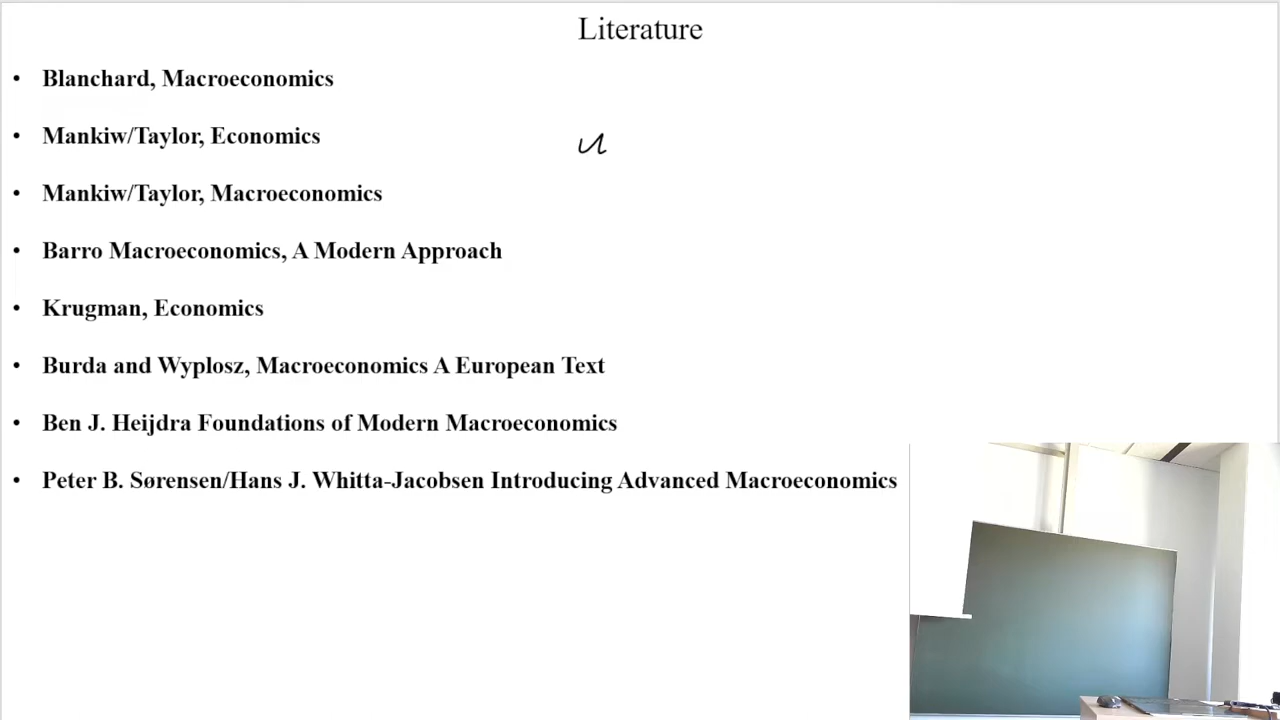 Literature
• Blanchard, Macroeconomics
• Mankiw/Taylor, Economics
u
• Mankiw/Taylor, Macroeconomics
• Barro Macroeconomics, A Modern Approach
• Krugman, Economics
• Burda and Wyplosz, Macroeconomics A European Text
• Ben J. Heijdra Foundations of Modern Macroeconomics
• Peter B. Sørensen/Hans J. Whitta-Jacobsen Introducing Advanced Macroeconomics